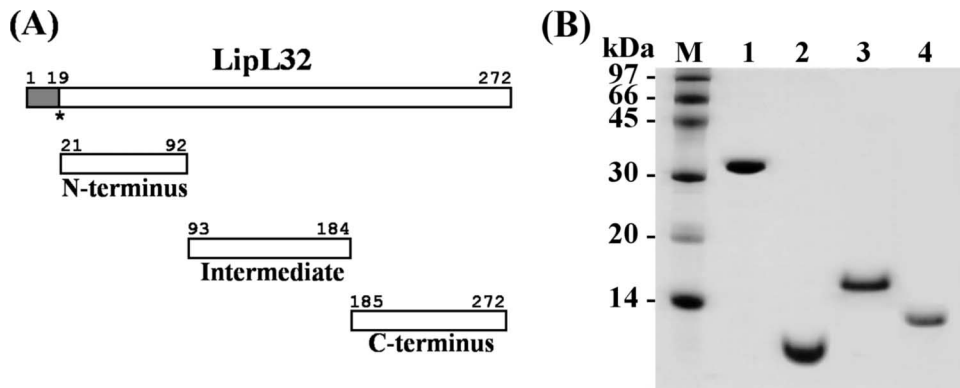 (A)
LipL32
1 19 272
*
21 92
N-terminus
93 184
Intermediate
185 272
C-terminus
(B)
kDa M 1 2 3 4
97 -
66 -
45 -
30 -
20 -
14 -